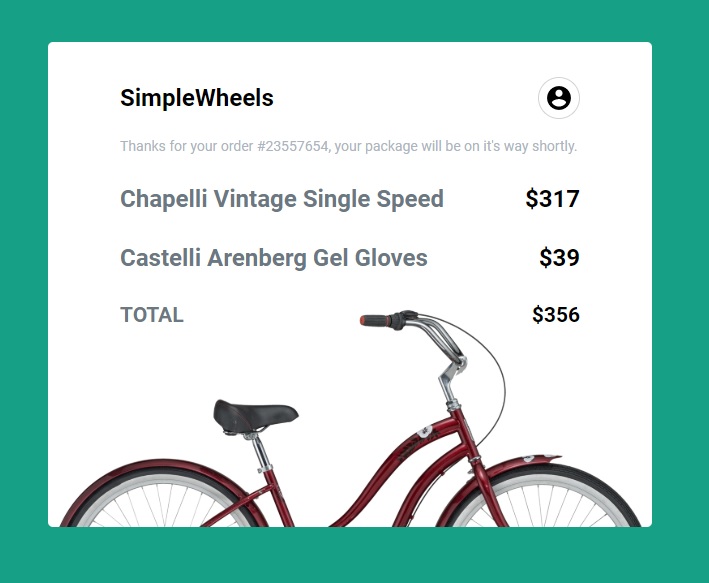 SimpleWheels
Thanks for your order #23557654, your package will be on it's way shortly.
Chapelli Vintage Single Speed $317
Castelli Arenberg Gel Gloves $39
TOTAL $356